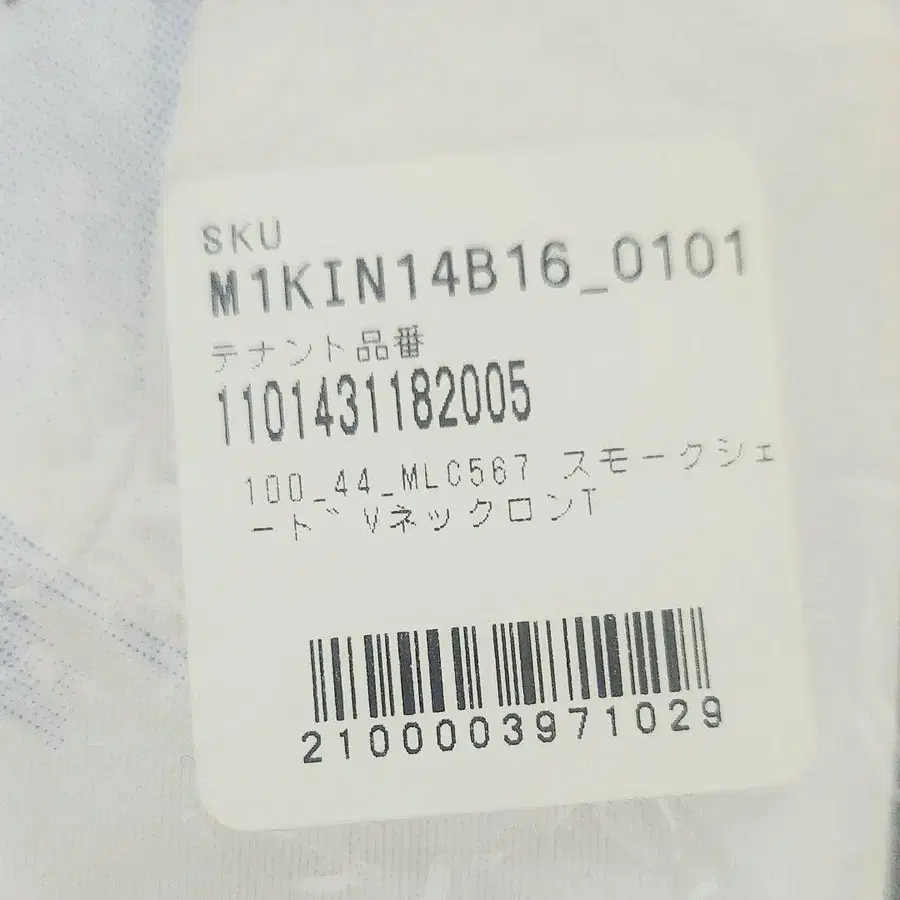 SKU
M1KIN14B16_0101
テナント品番
1101431182005
100_44_MLC567 スモークシェ
ード゛VネックロンT
2100003971029